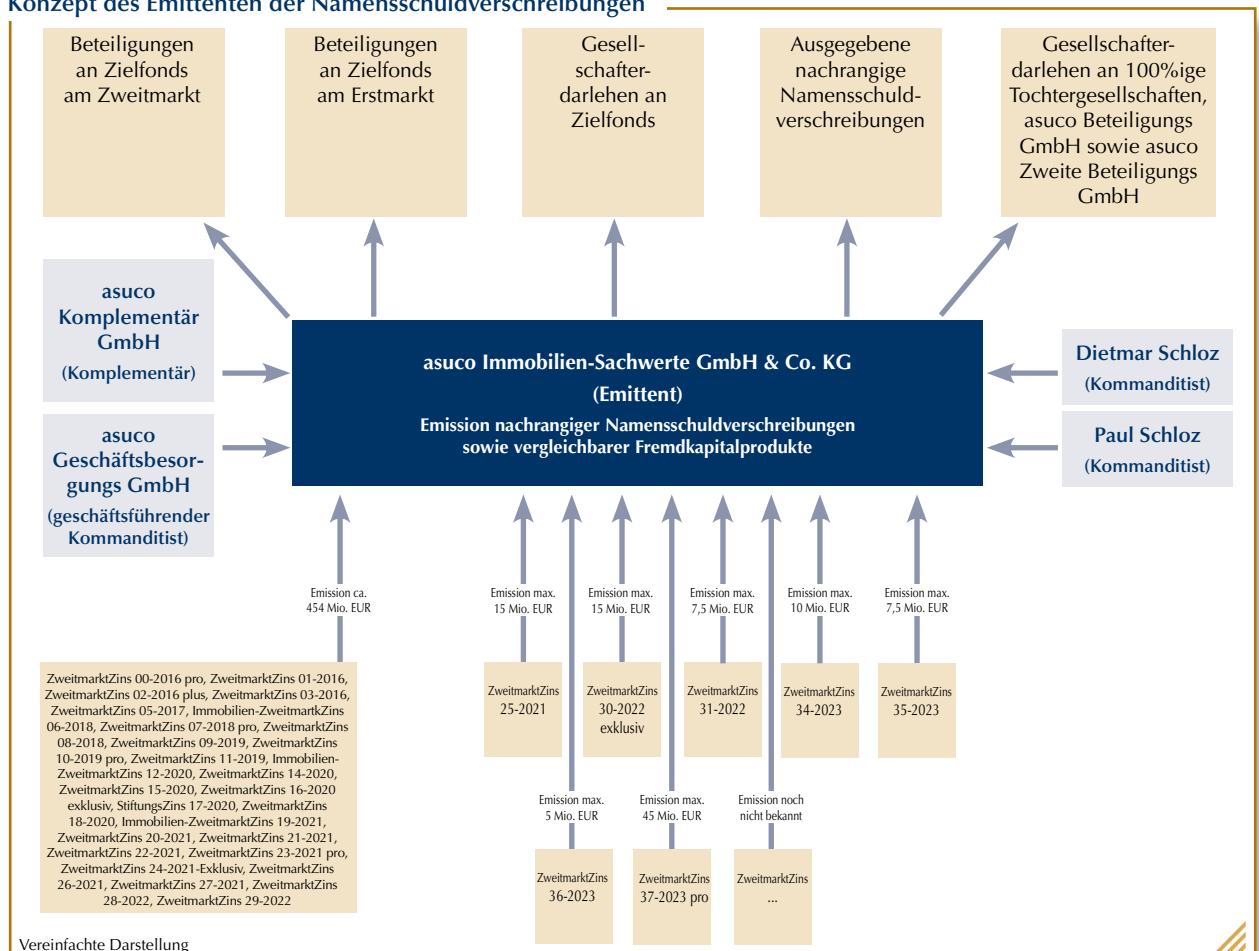 Konzept des Emittenten der Namensschuldverschreibungen
Beteiligungen
an Zielfonds
am Zweitmarkt
Beteiligungen
an Zielfonds
am Erstmarkt
Gesell-
schafter-
darlehen an
Zielfonds
Ausgegebene
nachrangige
Namensschuld-
verschreibungen
Gesellschafter-
darlehen an 100%ige
Tochtergesellschaften,
asuco Beteiligungs
GmbH sowie asuco
Zweite Beteiligungs
GmbH
asuco
Komplementär
GmbH
(Komplementär)
asuco
Geschäftsbesor-
gungs GmbH
(geschäftsführender
Kommanditist)
asuco Immobilien-Sachwerte GmbH & Co. KG
(Emittent)
Emission nachrangiger Namensschuldverschreibungen
sowie vergleichbarer Fremdkapitalprodukte
Dietmar Schloz
(Kommanditist)
Paul Schloz
(Kommanditist)
Emission ca.
454 Mio. EUR
Emission max.
15 Mio. EUR
Emission max.
15 Mio. EUR
Emission max.
7,5 Mio. EUR
Emission max.
10 Mio. EUR
Emission max.
7,5 Mio. EUR
ZweitmarktZins 00-2016 pro, ZweitmarktZins 01-2016,
ZweitmarktZins 02-2016 plus, ZweitmarktZins 03-2016,
ZweitmarktZins 05-2017, Immobilien-ZweimartkZins
06-2018, ZweitmarktZins 07-2018 pro, ZweitmarktZins
08-2018, ZweitmarktZins 09-2019, ZweitmarktZins
10-2019 pro, ZweitmarktZins 11-2019, Immobilien-
ZweitmarktZins 12-2020, ZweitmarktZins 14-2020,
ZweitmarktZins 15-2020, ZweitmarktZins 16-2020
exklusiv, StiftungsZins 17-2020, ZweitmarktZins
18-2020, Immobilien-ZweitmarktZins 19-2021,
ZweitmarktZins 20-2021, ZweitmarktZins 21-2021,
ZweitmarktZins 22-2021, ZweitmarktZins 23-2021 pro,
ZweitmarktZins 24-2021-Exklusiv, ZweitmarktZins
26-2021, ZweitmarktZins 27-2021, ZweitmarktZins
28-2022, ZweitmarktZins 29-2022
ZweitmarktZins
25-2021
ZweitmarktZins
30-2022
exklusiv
ZweitmarktZins
31-2022
ZweitmarktZins
34-2023
ZweitmarktZins
35-2023
Emission max.
5 Mio. EUR
Emission max.
45 Mio. EUR
Emission noch
nicht bekannt
ZweitmarktZins
36-2023
ZweitmarktZins
37-2023 pro
ZweitmarktZins
...
Vereinfachte Darstellung